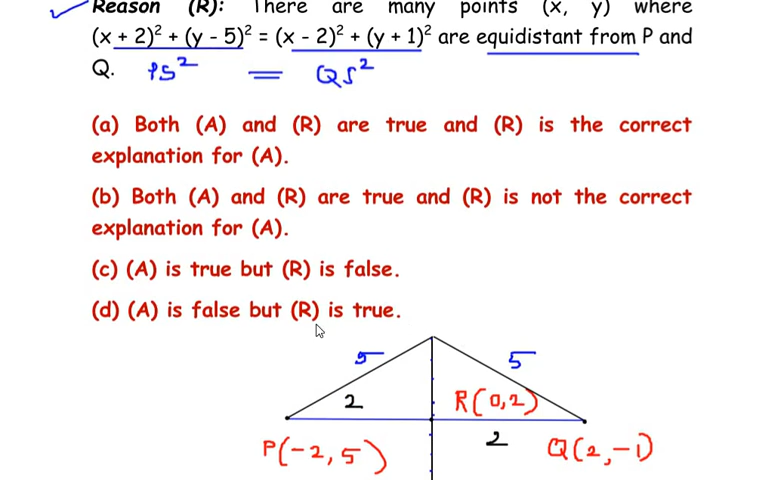 Reason (R): There are many points (x, y) where
(x + 2)² + (y - 5)² = (x - 2)² + (y + 1)² are equidistant from P and
Q. PS² = QS²
(a) Both (A) and (R) are true and (R) is the correct
explanation for (A).
(b) Both (A) and (R) are true and (R) is not the correct
explanation for (A).
(c) (A) is true but (R) is false.
(d) (A) is false but (R) is true.
5 5
2 R(0,2)
P(-2, 5) 2 Q(2,-1)